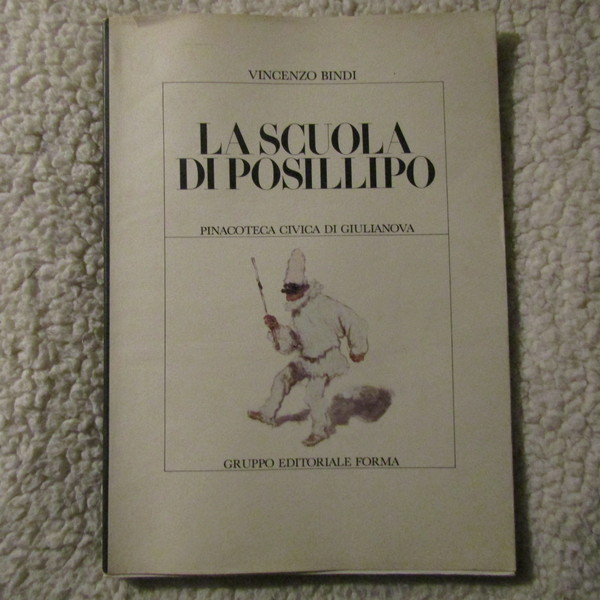 VINCENZO BINDI
LA SCUOLA
DI POSILLIPO
PINACOTECA CIVICA DI GIULIANOVA
GRUPPO EDITORIALE FORMA